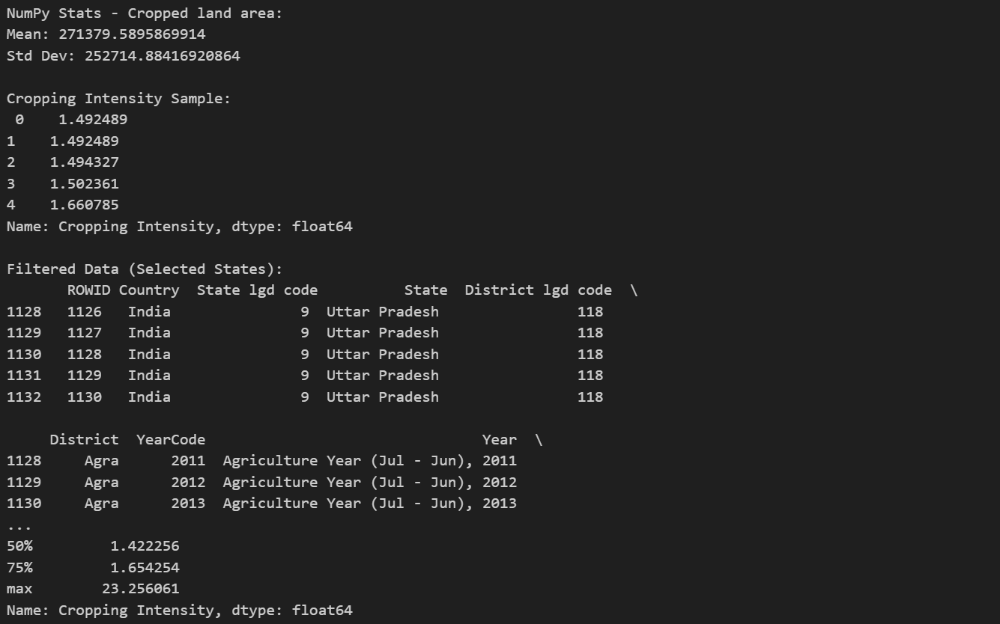 NumPy Stats - Cropped land area:
Mean: 271379.5895869914
Std Dev: 252714.88416920864

Cropping Intensity Sample:
 0    1.492489
1    1.492489
2    1.494327
3    1.502361
4    1.660785
Name: Cropping Intensity, dtype: float64

Filtered Data (Selected States):
       ROWID Country  State lgd code          State  District lgd code  \
1128   1126   India               9  Uttar Pradesh                118
1129   1127   India               9  Uttar Pradesh                118
1130   1128   India               9  Uttar Pradesh                118
1131   1129   India               9  Uttar Pradesh                118
1132   1130   India               9  Uttar Pradesh                118

     District  YearCode                                Year  \
1128     Agra      2011  Agriculture Year (Jul - Jun), 2011
1129     Agra      2012  Agriculture Year (Jul - Jun), 2012
1130     Agra      2013  Agriculture Year (Jul - Jun), 2013
...
50%         1.422256
75%         1.654254
max        23.256061
Name: Cropping Intensity, dtype: float64